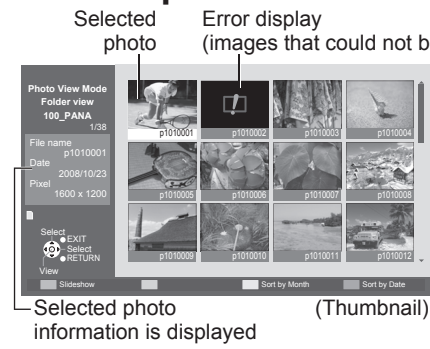 Selected photo
Error display
(images that could not b
Photo View Mode
Folder view
100_PANA
1/38
File name
p1010001
Date
2008/10/23
Pixel
1600 x 1200
Select
EXIT
Select
RETURN
View
p1010001
p1010002
p1010003
p1010004
p1010005
p1010006
p1010007
p1010008
p1010009
p1010010
p1010011
p1010012
Slideshow
Sort by Month
Sort by Date
Selected photo
information is displayed
(Thumbnail)